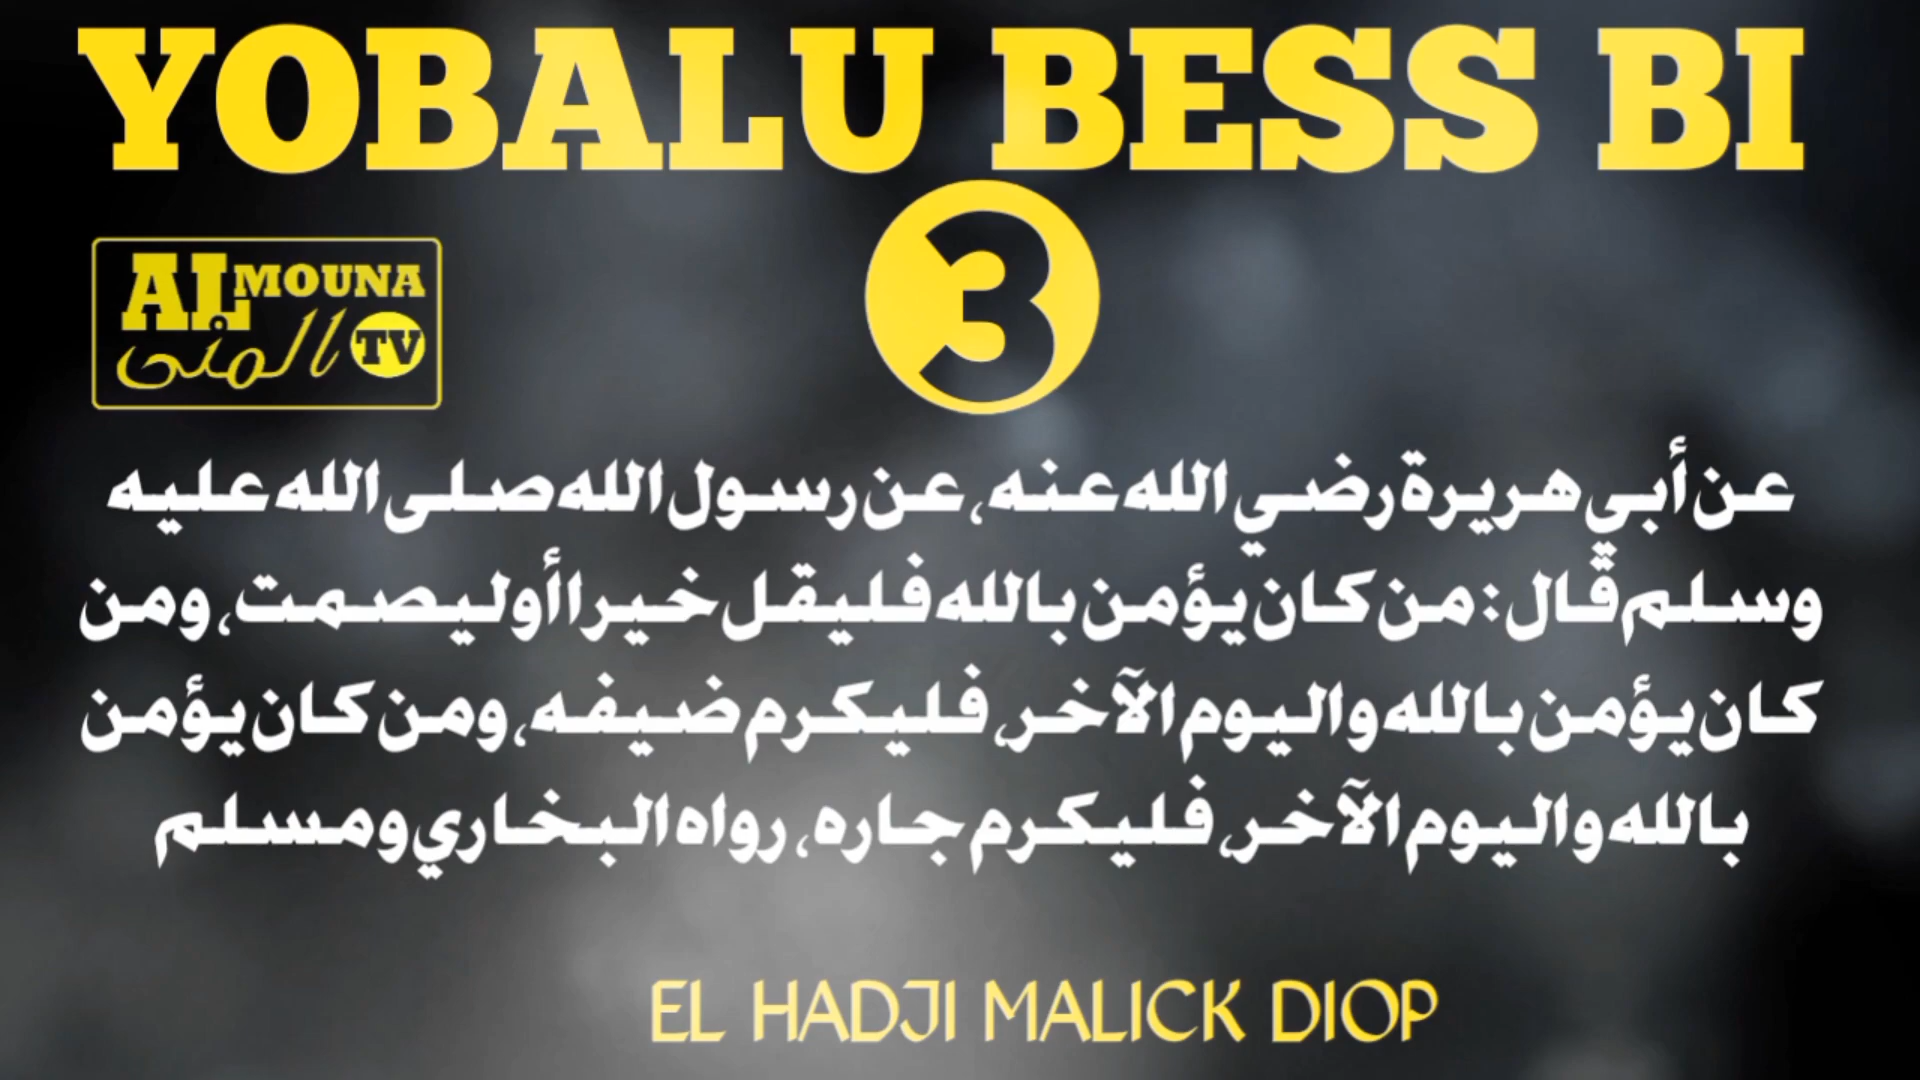 YOBALU BESS BI
3
AL MOUNA
المنى TV
عن أبي هريرة رضي الله عنه، عن رسول الله صلى الله عليه
وسلم قال: من كان يؤمن بالله فليقل خيرا أوليصمت، ومن
كان يؤمن بالله واليوم الآخر، فليكرم ضيفه، ومن كان يؤمن
بالله واليوم الآخر، فليكرم جاره، رواه البخاري ومسلم
EL HADJI MALICK DIOP